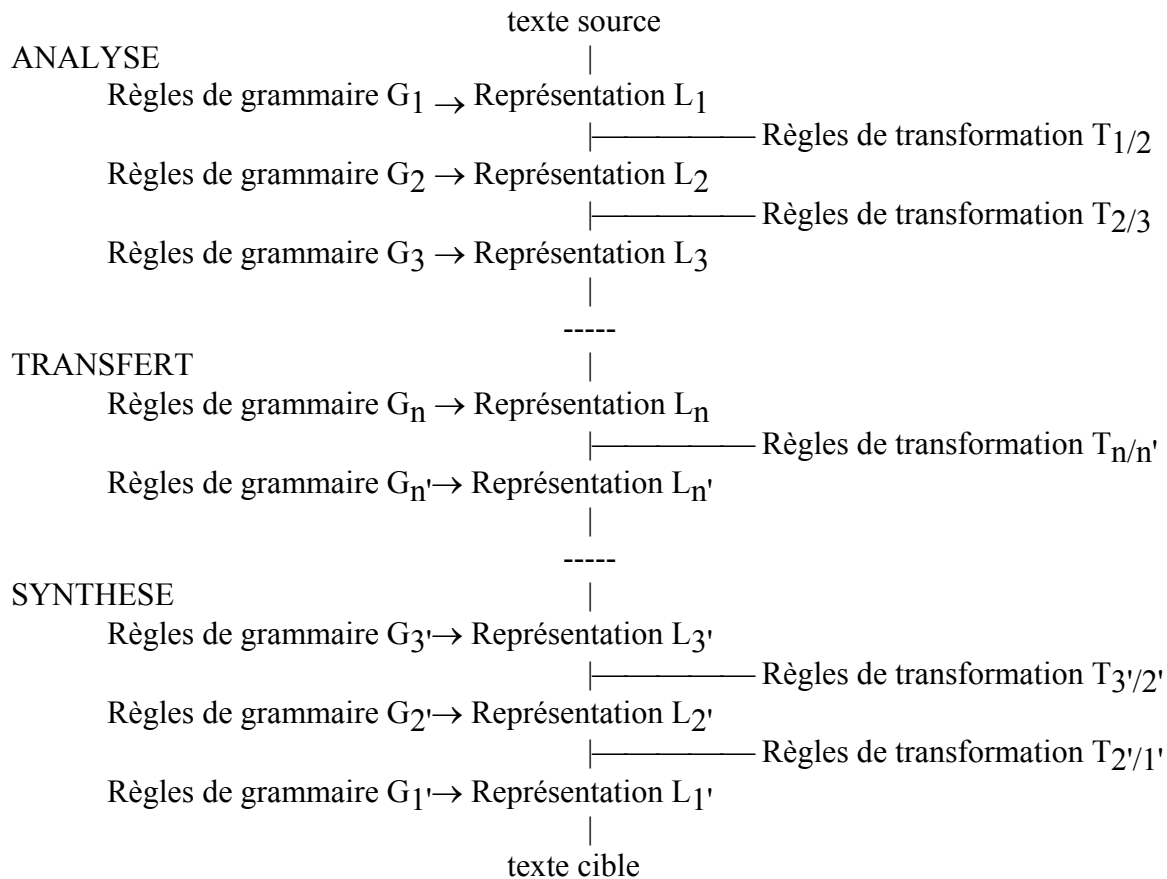 texte source
ANALYSE
Règles de grammaire G1 → Représentation L1
Règles de transformation T1/2
Règles de grammaire G2 → Représentation L2
Règles de transformation T2/3
Règles de grammaire G3 → Représentation L3
-----
TRANSFERT
Règles de grammaire Gn → Représentation Ln
Règles de transformation Tn/n'
Règles de grammaire Gn'→ Représentation Ln'
-----
SYNTHESE
Règles de grammaire G3'→ Représentation L3'
Règles de transformation T3'/2'
Règles de grammaire G2'→ Représentation L2'
Règles de transformation T2'/1'
Règles de grammaire G1'→ Représentation L1'
texte cible